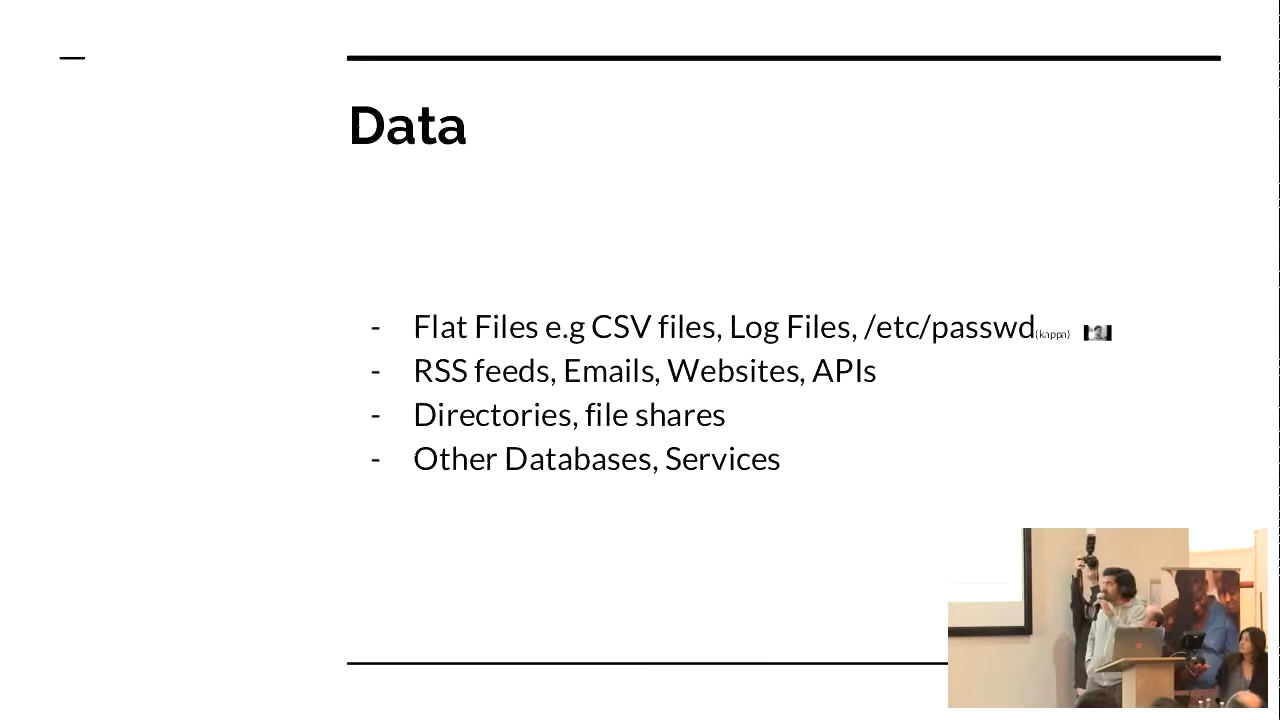 Data
- Flat Files e.g CSV files, Log Files, /etc/passwd(kappa)
- RSS feeds, Emails, Websites, APIs
- Directories, file shares
- Other Databases, Services